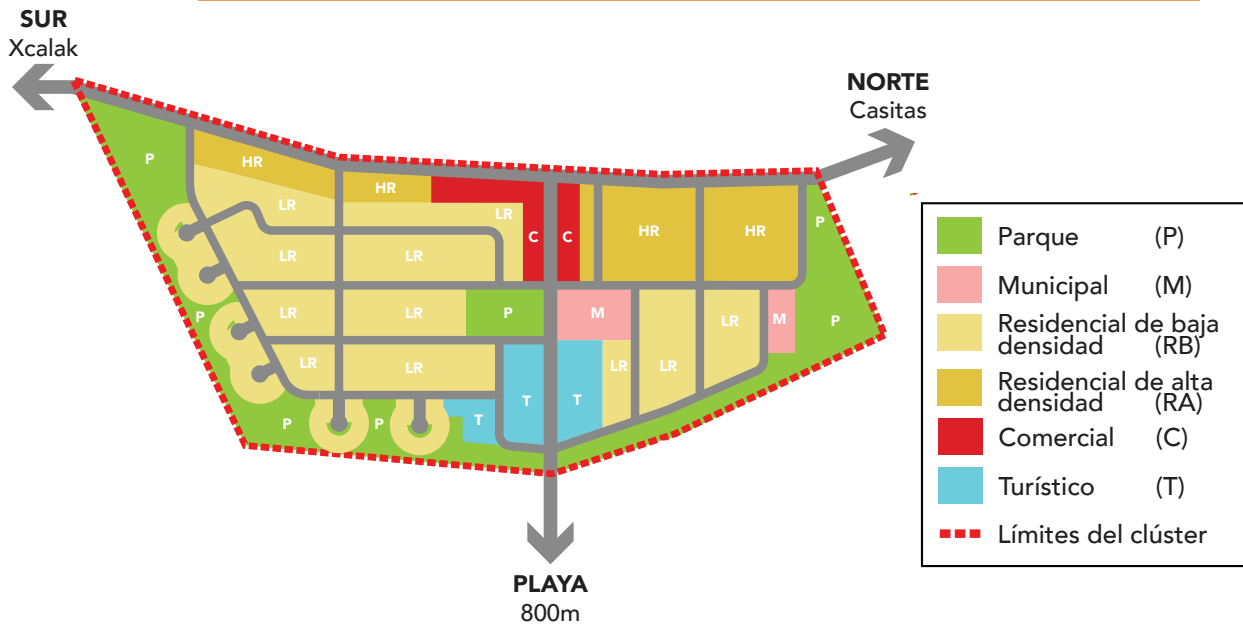 SUR
Xcalak
NORTE
Casitas
P
HR
HR
LR
LR
C
C
HR
HR
P
LR
LR
P
LR
LR
P
M
LR
M
P
LR
LR
T
T
LR
LR
P
P
T
PLAYA
800m
Parque (P)
Municipal (M)
Residencial de baja
densidad (RB)
Residencial de alta
densidad (RA)
Comercial (C)
Turístico (T)
Límites del clúster